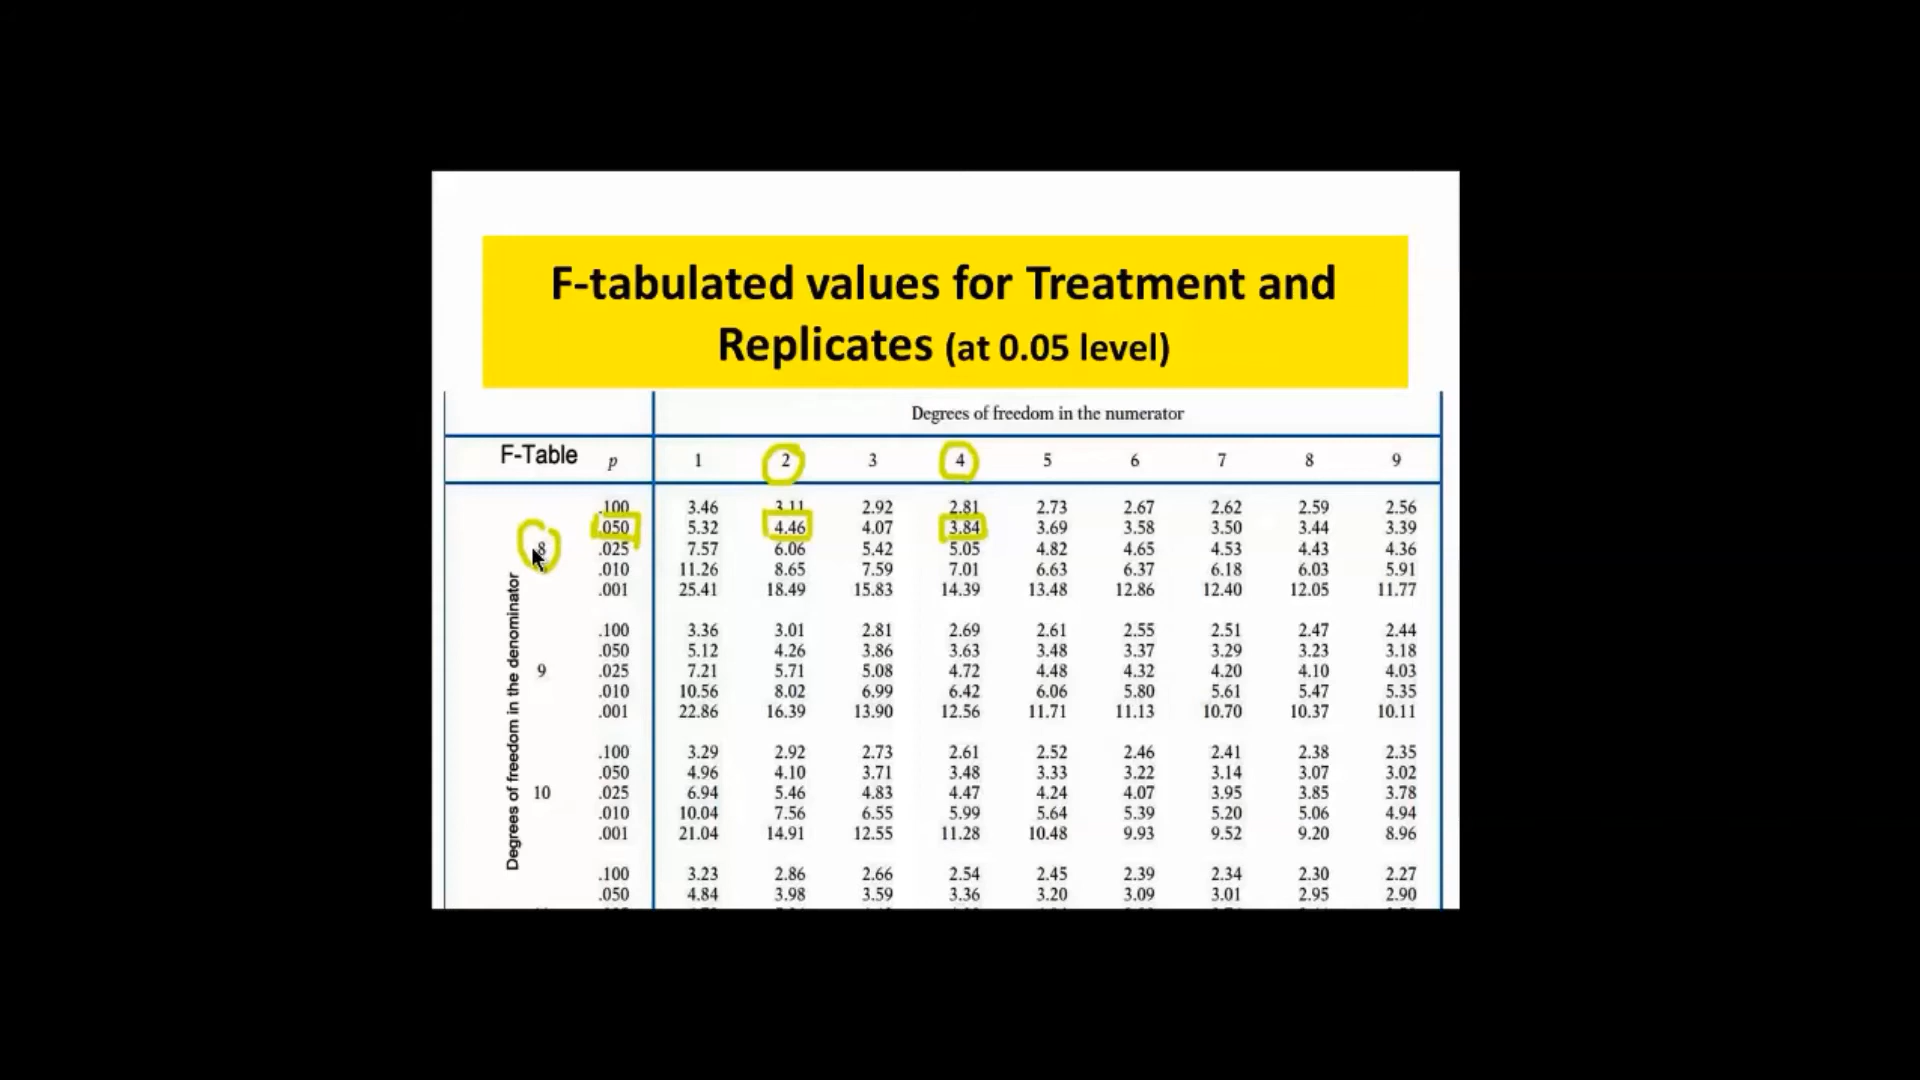 F-tabulated values for Treatment and
Replicates (at 0.05 level)
Degrees of freedom in the numerator
F-Table p 1 2 3 4 5 6 7 8 9
Degrees of freedom in the denominator
.100 3.46 3.11 2.92 2.81 2.73 2.67 2.62 2.59 2.56
.050 5.32 4.46 4.07 3.84 3.69 3.58 3.50 3.44 3.39
8 .025 7.57 6.06 5.42 5.05 4.82 4.65 4.53 4.43 4.36
.010 11.26 8.65 7.59 7.01 6.63 6.37 6.18 6.03 5.91
.001 25.41 18.49 15.83 14.39 13.48 12.86 12.40 12.05 11.77
.100 3.36 3.01 2.81 2.69 2.61 2.55 2.51 2.47 2.44
.050 5.12 4.26 3.86 3.63 3.48 3.37 3.29 3.23 3.18
9 .025 7.21 5.71 5.08 4.72 4.48 4.32 4.20 4.10 4.03
.010 10.56 8.02 6.99 6.42 6.06 5.80 5.61 5.47 5.35
.001 22.86 16.39 13.90 12.56 11.71 11.13 10.70 10.37 10.11
.100 3.29 2.92 2.73 2.61 2.52 2.46 2.41 2.38 2.35
.050 4.96 4.10 3.71 3.48 3.33 3.22 3.14 3.07 3.02
10 .025 6.94 5.46 4.83 4.47 4.24 4.07 3.95 3.85 3.78
.010 10.04 7.56 6.55 5.99 5.64 5.39 5.20 5.06 4.94
.001 21.04 14.91 12.55 11.28 10.48 9.93 9.52 9.20 8.96
.100 3.23 2.86 2.66 2.54 2.45 2.39 2.34 2.30 2.27
.050 4.84 3.98 3.59 3.36 3.20 3.09 3.01 2.95 2.90